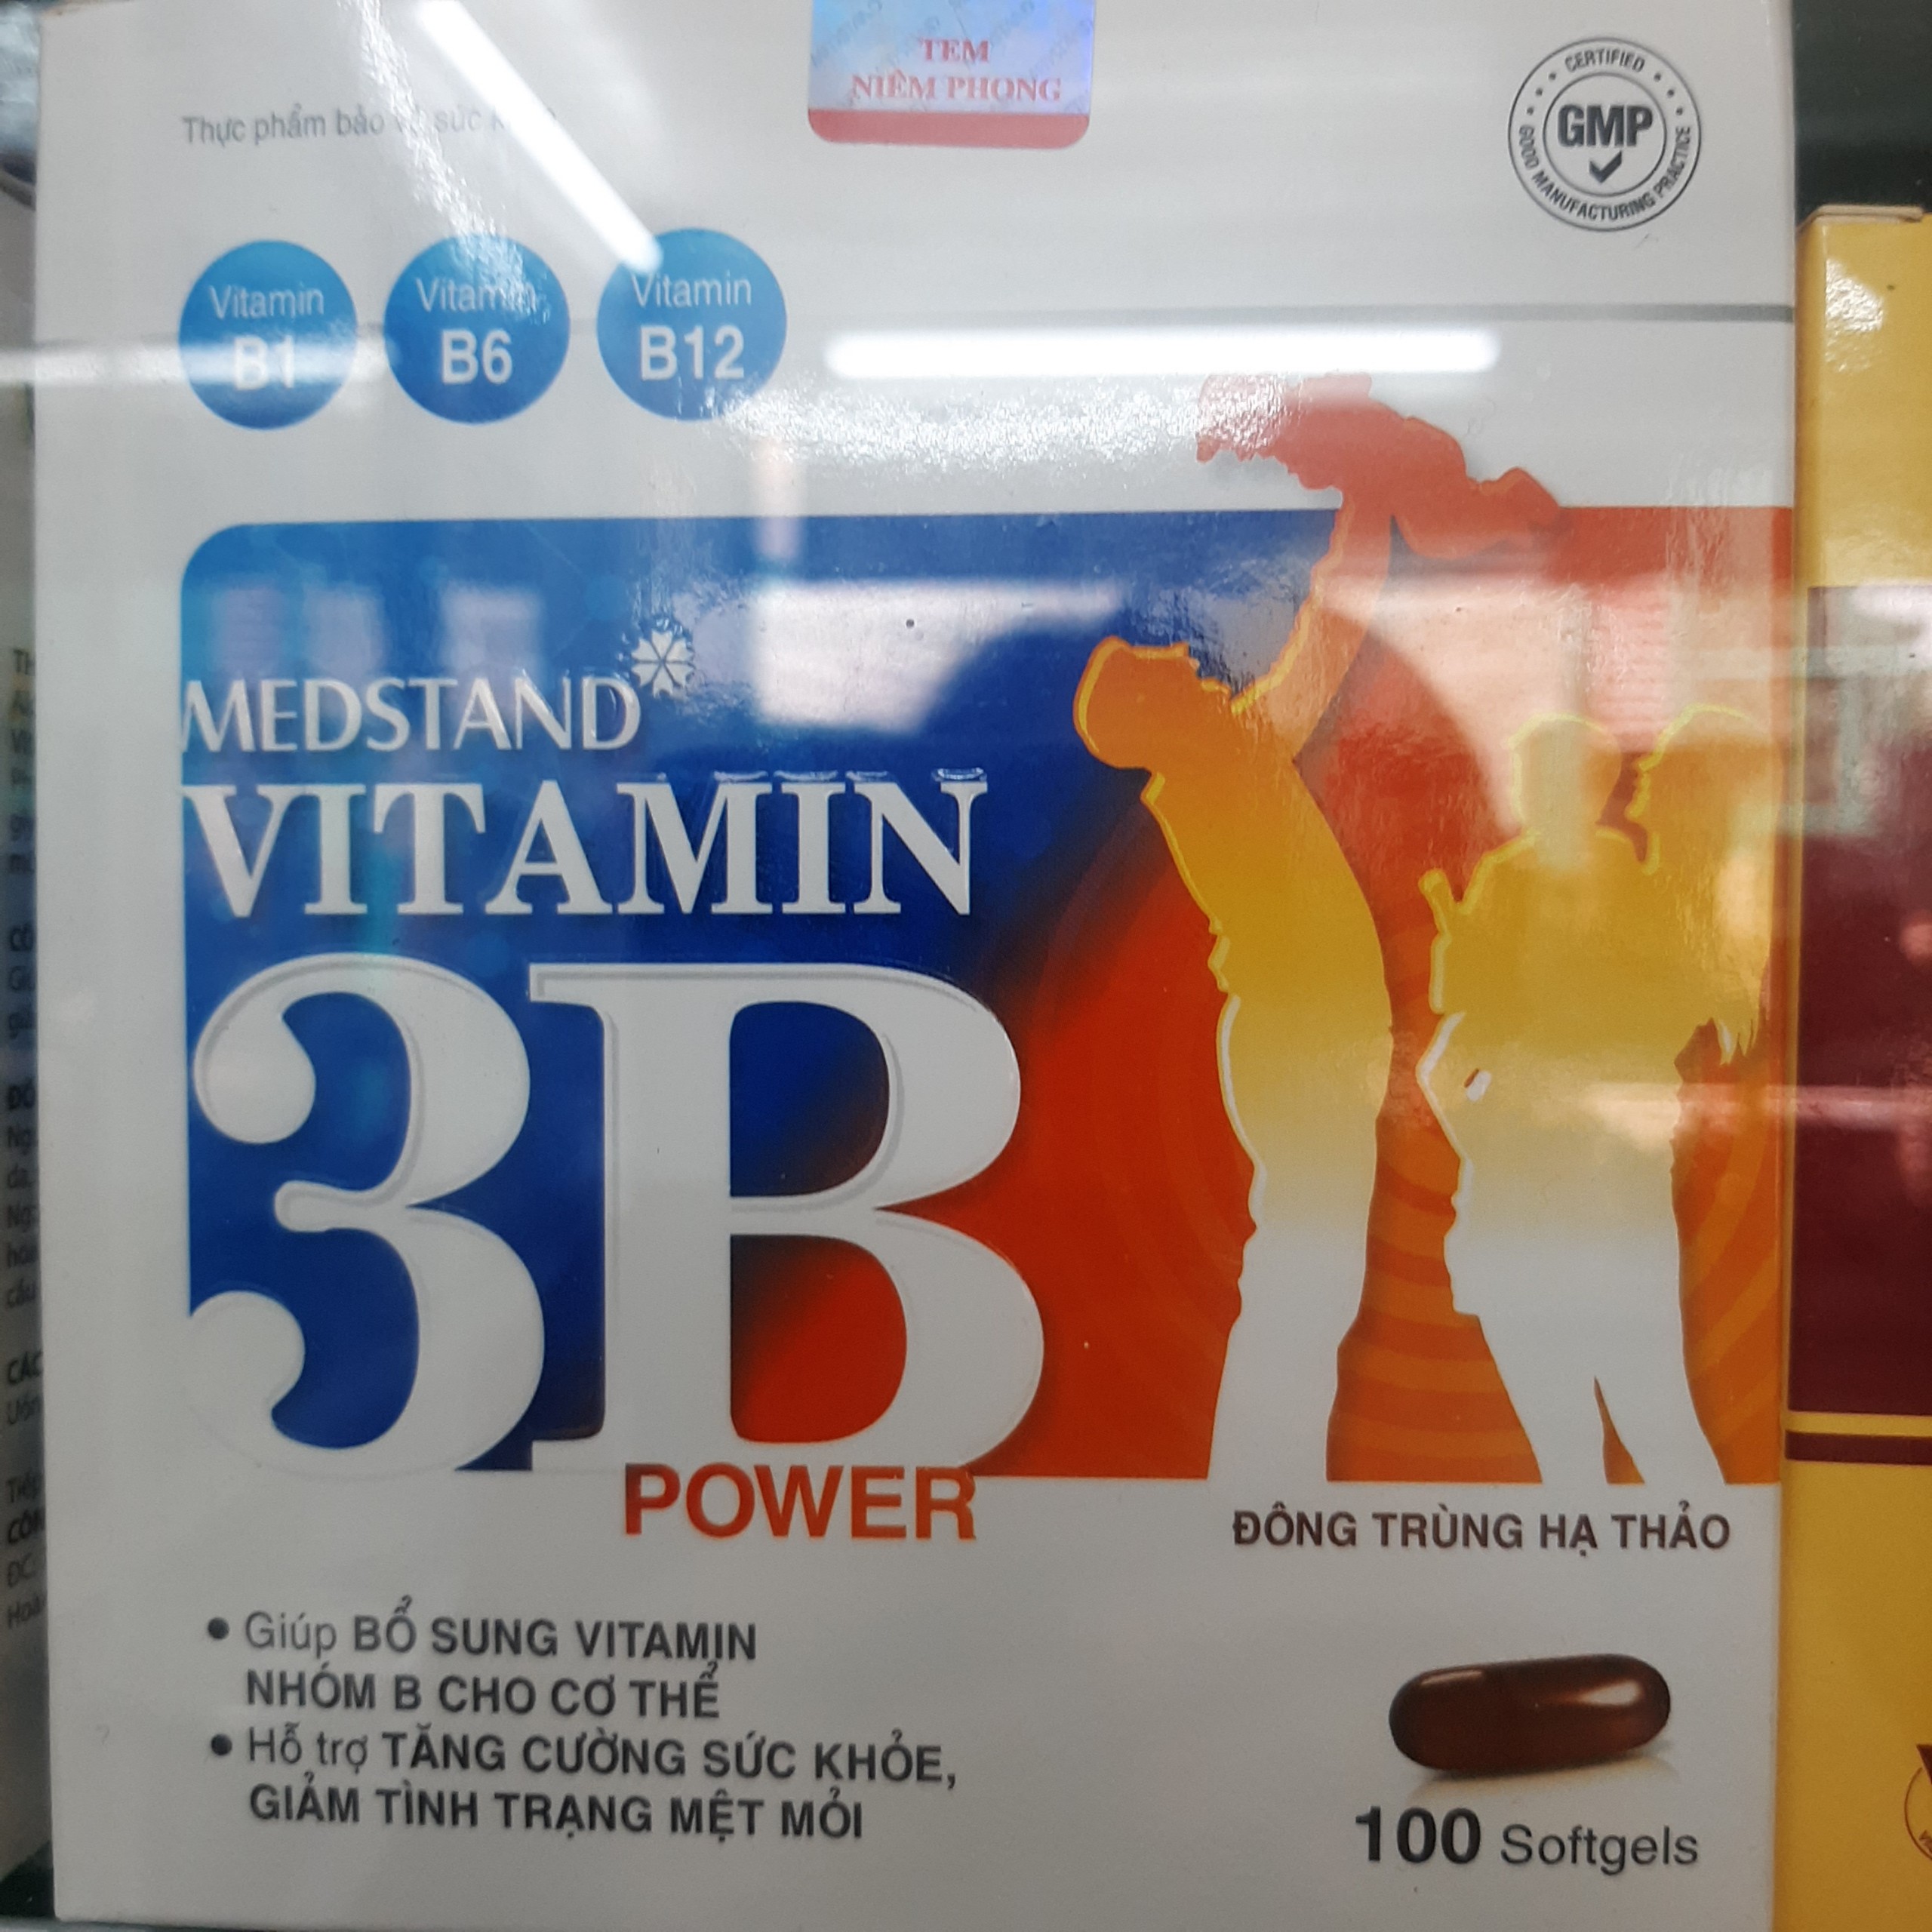 TEM
NIÊM PHONG
Thực phẩm bảo sức
CERTIFIED
GMP
GOOD MANUFACTURING PRACTICE
Vitamin
B1
Vitamin
B6
Vitamin
B12
MEDSTAND
VITAMIN
3B
POWER
ĐÔNG TRÙNG HẠ THẢO
• Giúp BỔ SUNG VITAMIN
NHÓM B CHO CƠ THỂ
• Hỗ trợ TĂNG CƯỜNG SỨC KHỎE,
GIẢM TÌNH TRẠNG MỆT MỎI
100 Softgels